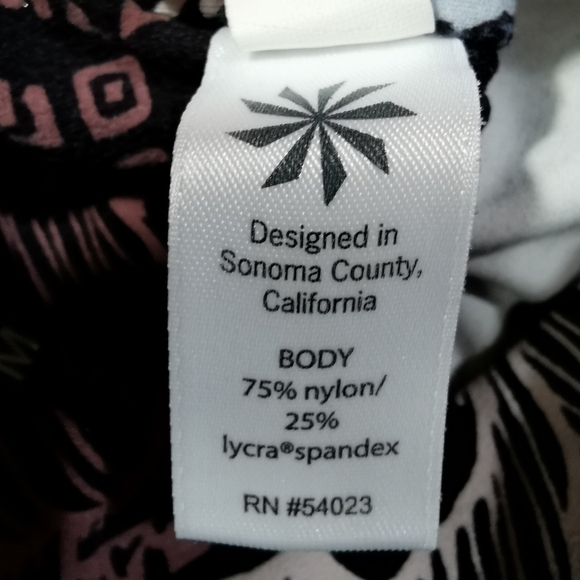 Designed in
Sonoma County,
California
BODY
75% nylon/
25%
lycra®spandex
RN #54023
M